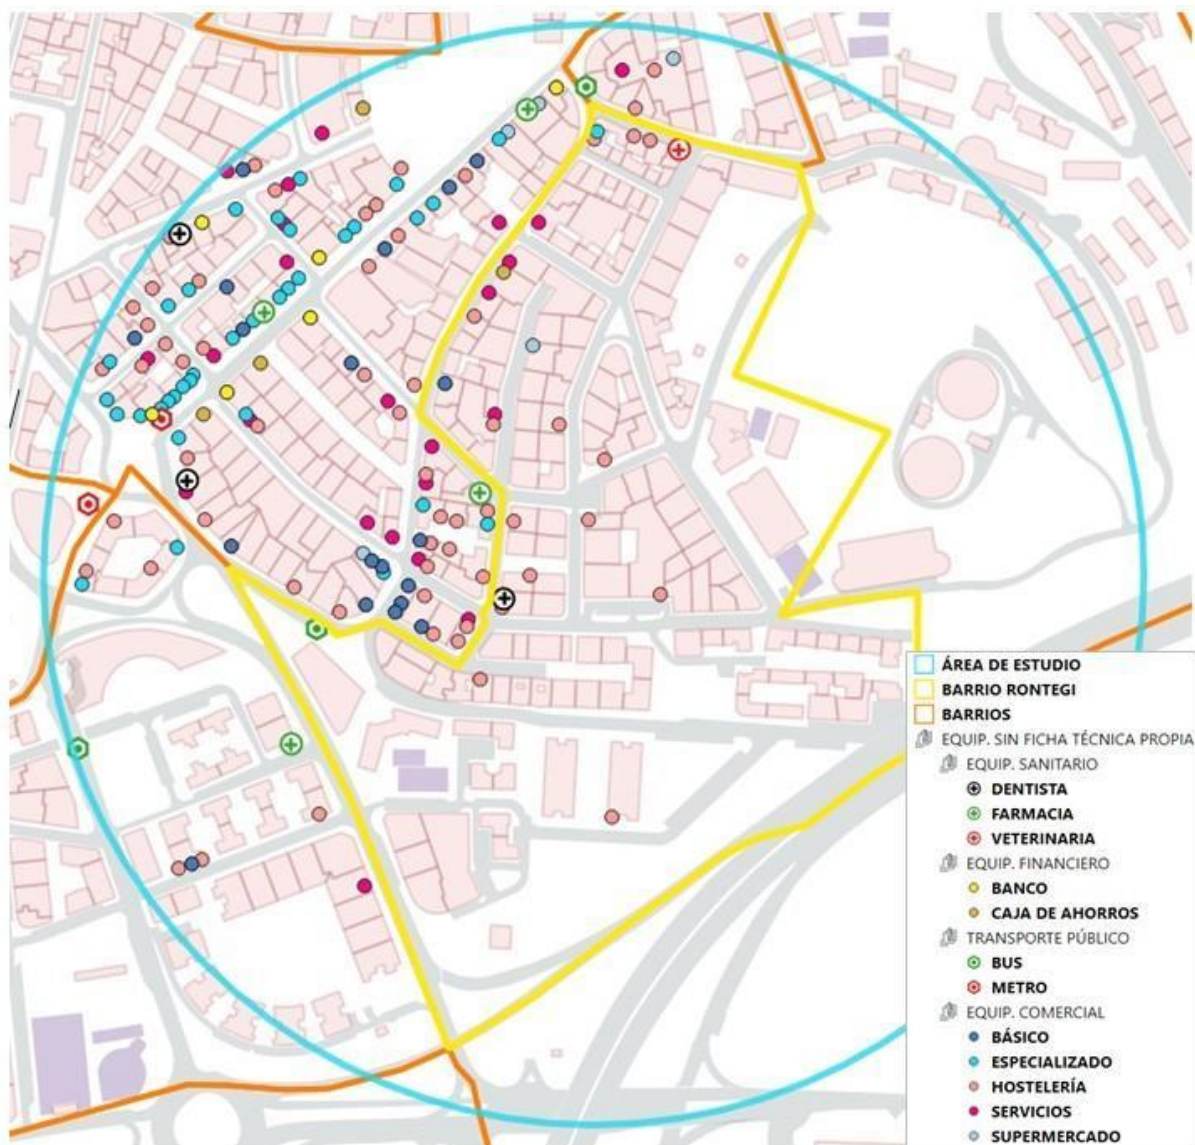 ÁREA DE ESTUDIO
BARRIO RONTEGI
BARRIOS
EQUIP. SIN FICHA TÉCNICA PROPIA
EQUIP. SANITARIO
DENTISTA
FARMACIA
VETERINARIA
EQUIP. FINANCIERO
BANCO
CAJA DE AHORROS
TRANSPORTE PÚBLICO
BUS
METRO
EQUIP. COMERCIAL
BÁSICO
ESPECIALIZADO
HOSTELERÍA
SERVICIOS
SUPERMERCADO